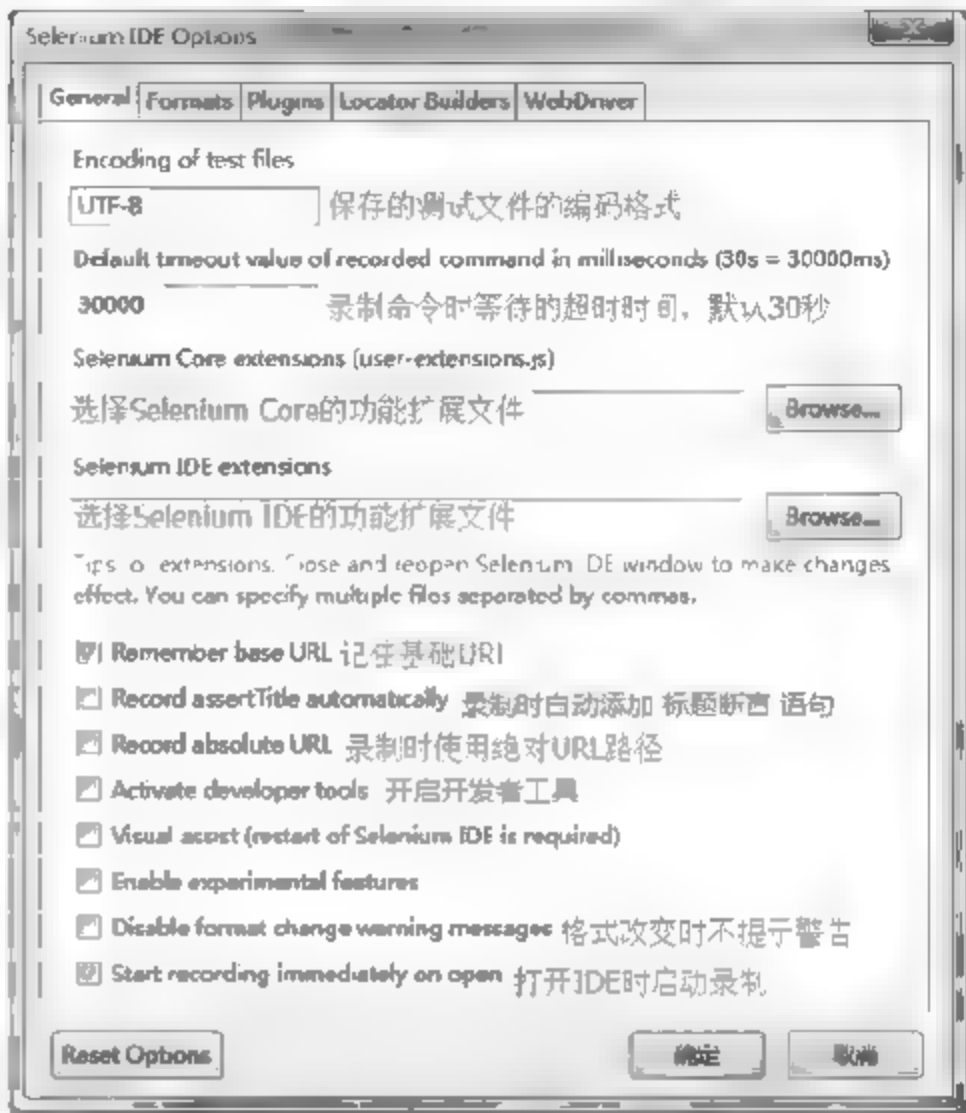 Selenium IDE Options
General Formats Plugins Locator Builders WebDriver
Encoding of test files
UTF-8 保存的测试文件的编码格式
Default timeout value of recorded command in milliseconds (30s = 30000ms)
30000 录制命令时等待的超时时间，默认30秒
Selenium Core extensions (user-extensions.js)
选择Selenium Core的功能扩展文件 Browse...
Selenium IDE extensions
选择Selenium IDE的功能扩展文件 Browse...
Tips for extensions. Close and reopen Selenium IDE window to make changes
effect. You can specify multiple files separated by commas.
Remember base URL 记住基础URL
Record assertTitle automatically 录制时自动添加 标题断言 语句
Record absolute URL 录制时使用绝对URL路径
Activate developer tools 开启开发者工具
Visual assist (restart of Selenium IDE is required)
Enable experimental features
Disable format change warning messages 格式改变时不提示警告
Start recording immediately on open 打开IDE时启动录制
Reset Options 确定 取消